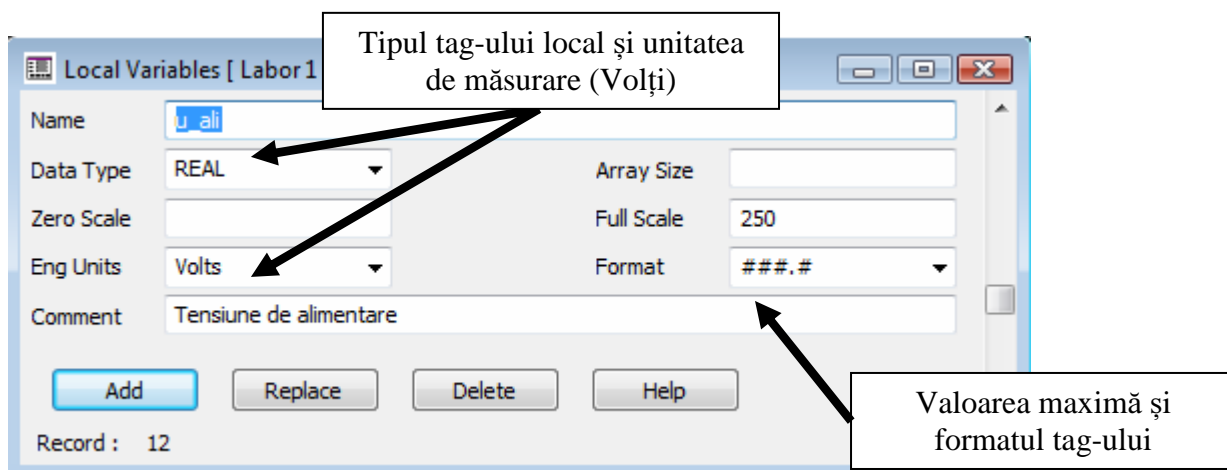 Tipul tag-ului local și unitatea
de măsurare (Volți)
Local Variables [ Labor1
Name u_ali
Data Type REAL Array Size
Zero Scale Full Scale 250
Eng Units Volts Format ###.#
Comment Tensiune de alimentare
Add Replace Delete Help
Valoarea maximă și
formatul tag-ului
Record : 12